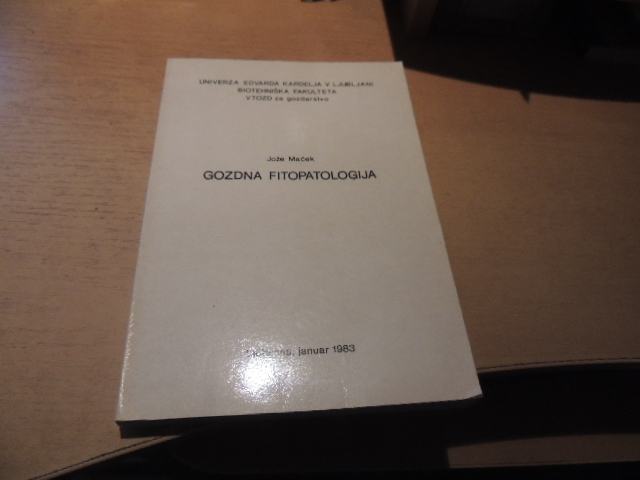 UNIVERZA EDVARDA KARDELJA V LJUBLJANI
BIOTEHNIŠKA FAKULTETA
VTOZD za gozdarstvo
Jože Maček
GOZDNA FITOPATOLOGIJA
januar 1983